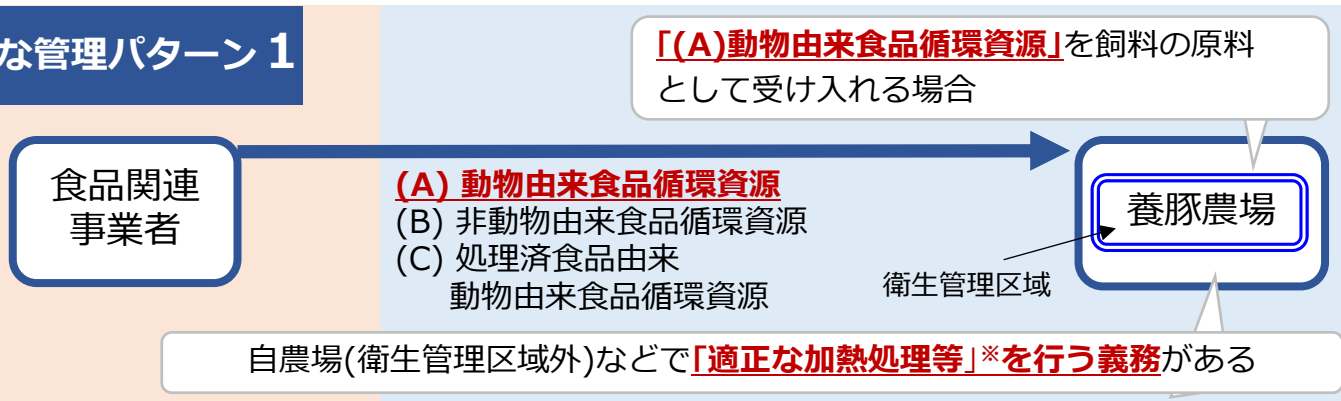 な管理パターン１
「(A)動物由来食品循環資源」を飼料の原料
として受け入れる場合
食品関連
事業者
(A) 動物由来食品循環資源
(B) 非動物由来食品循環資源
(C) 処理済食品由来
動物由来食品循環資源
養豚農場
衛生管理区域
自農場(衛生管理区域外)などで「適正な加熱処理等」※を行う義務がある